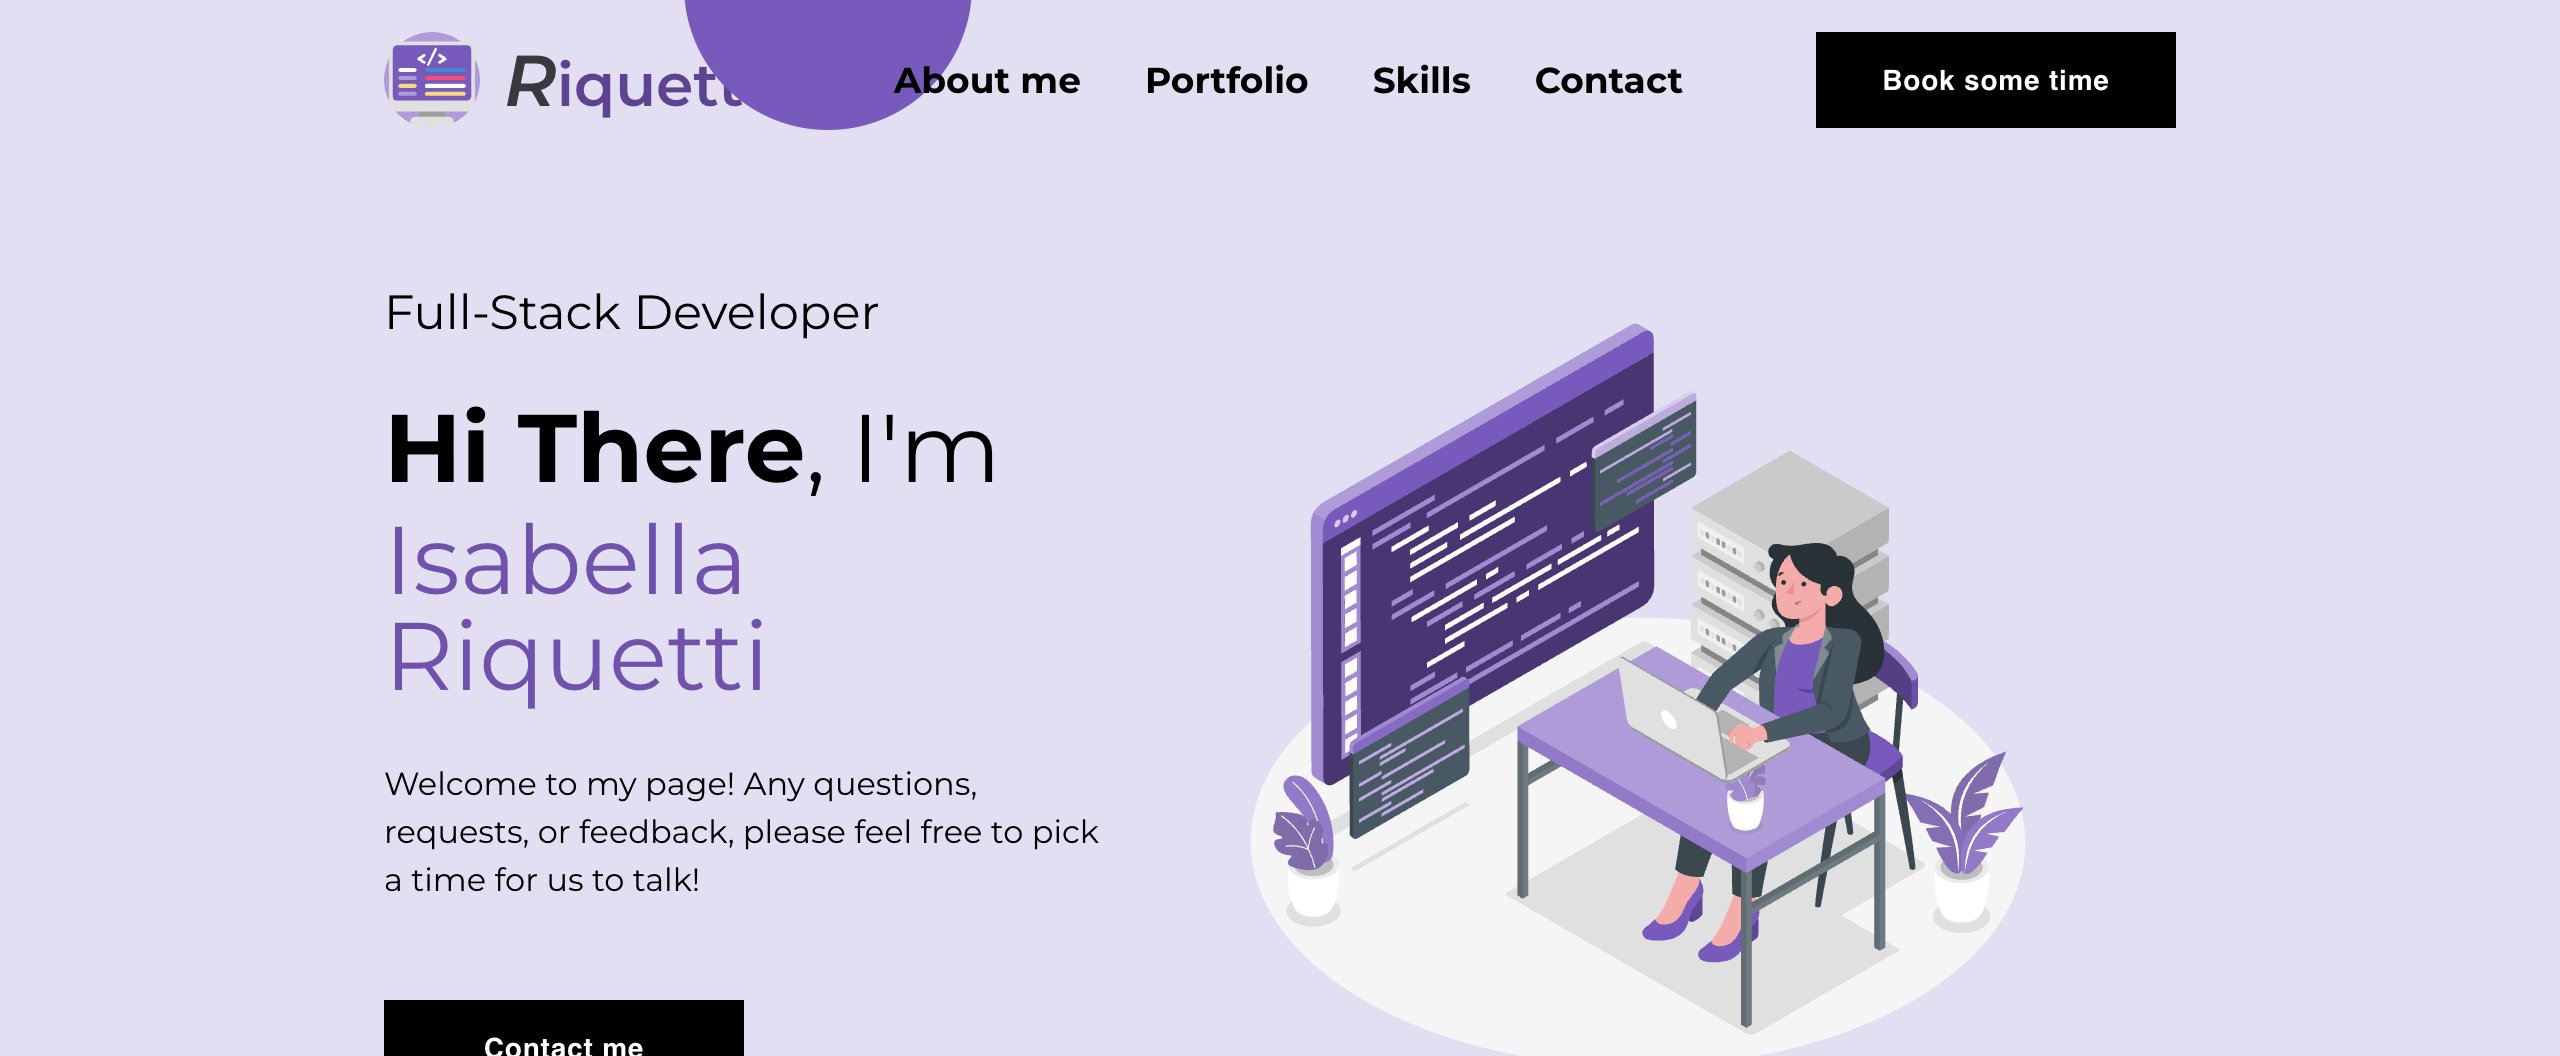 </>
Riquett
About me
Portfolio
Skills
Contact
Book some time
Full-Stack Developer
Hi There, I'm
Isabella
Riquetti
Welcome to my page! Any questions,
requests, or feedback, please feel free to pick
a time for us to talk!
Contact me